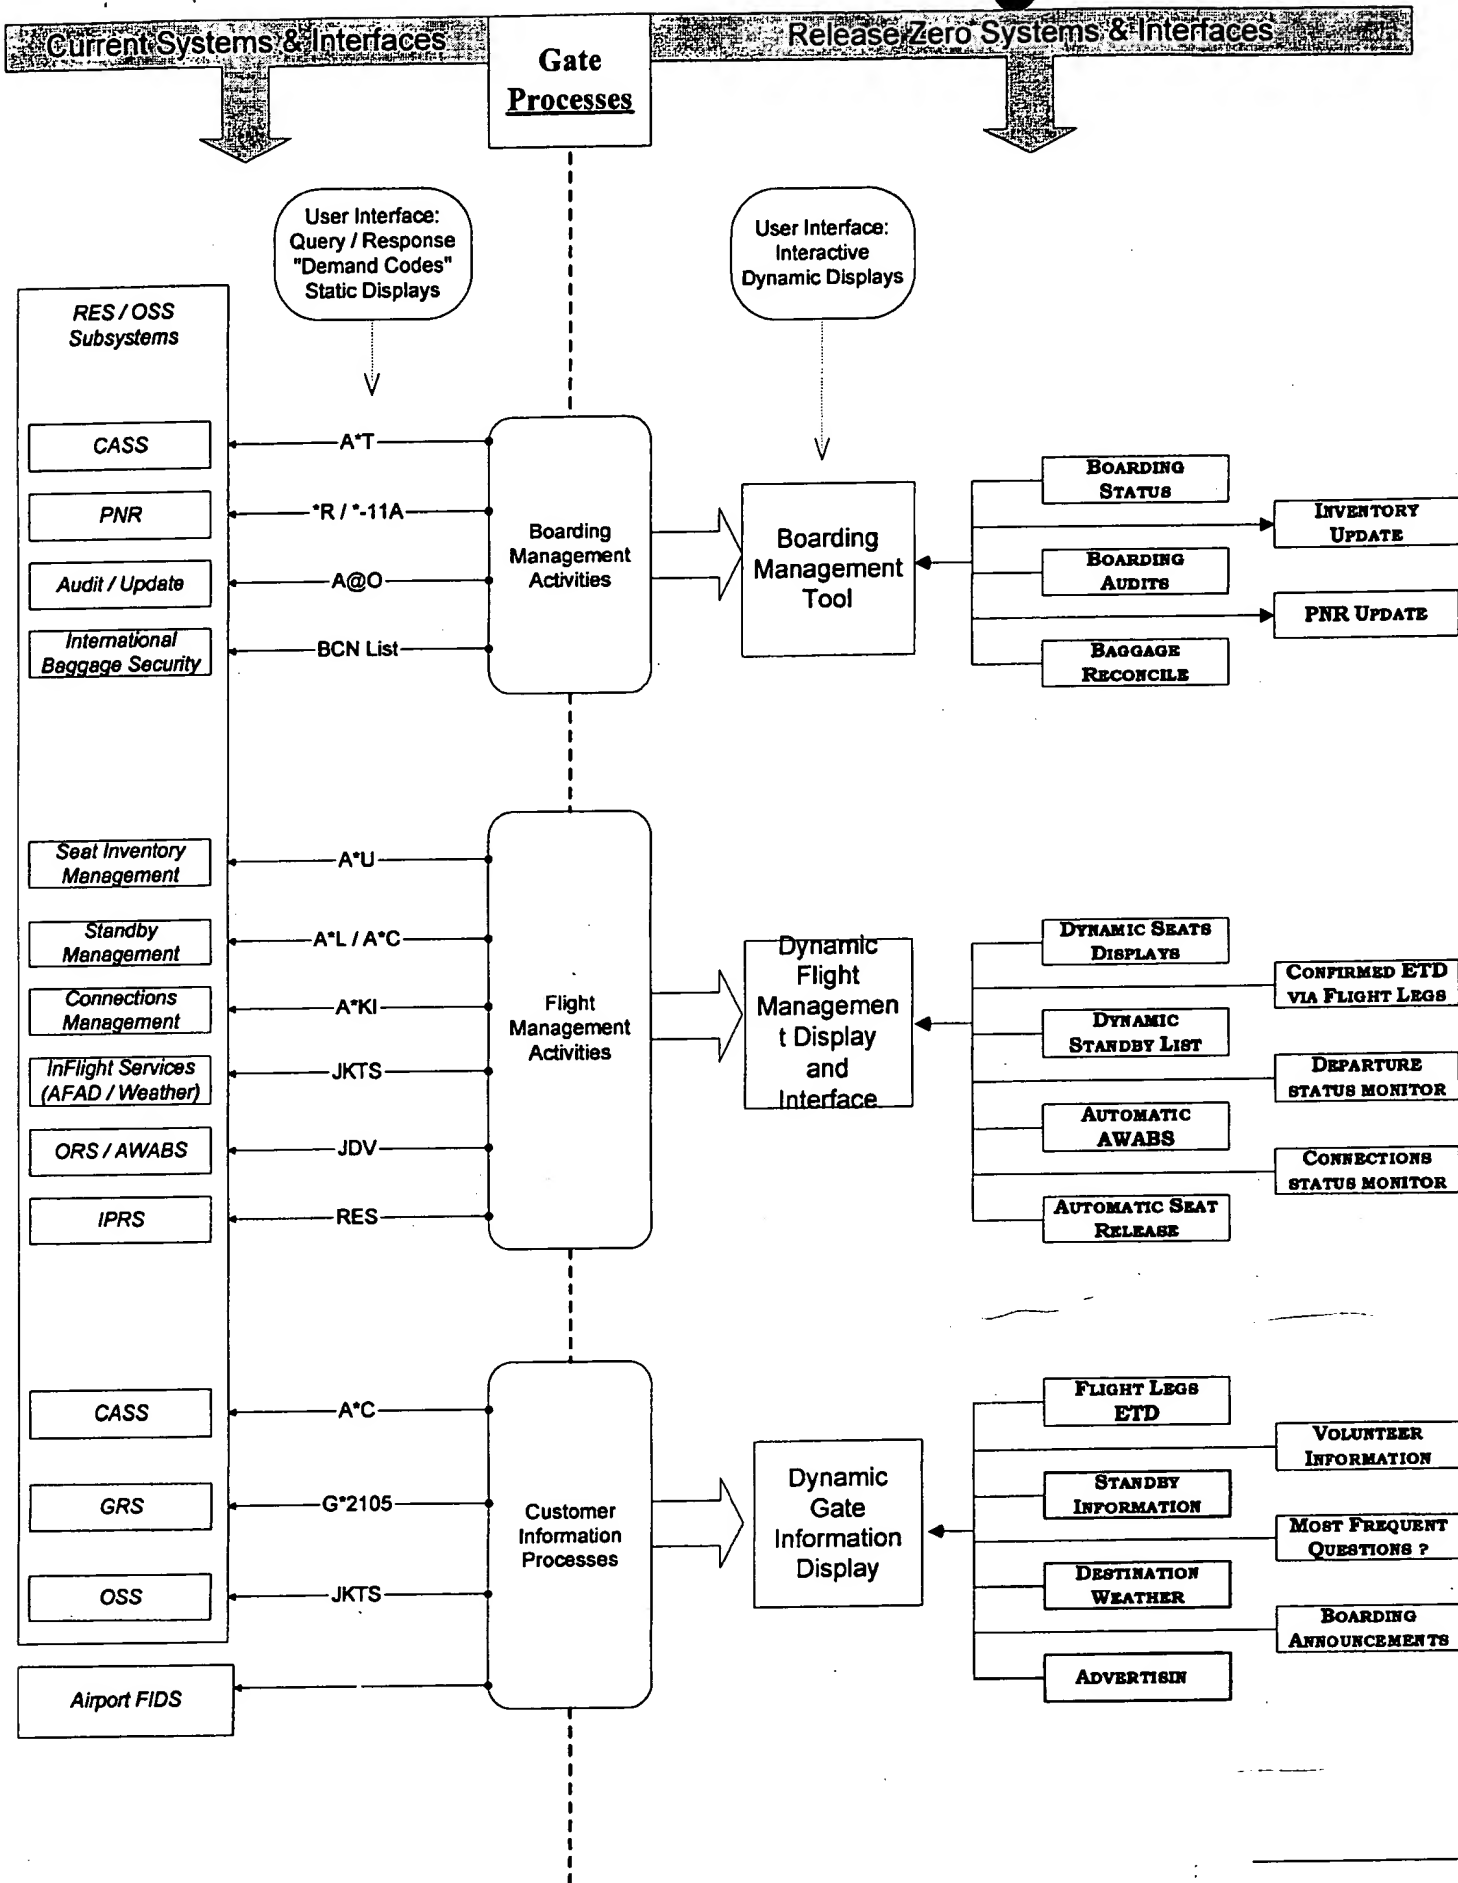 Current Systems & Interfaces
Gate
Processes
Release Zero Systems & Interfaces
User Interface:
Query / Response
"Demand Codes"
Static Displays
User Interface:
Interactive
Dynamic Displays
RES / OSS
Subsystems
CASS
A*T
PNR
*R / *-11A
Audit / Update
A@O
International
Baggage Security
BCN List
Boarding
Management
Activities
Boarding
Management
Tool
BOARDING
STATUS
INVENTORY
UPDATE
BOARDING
AUDITS
PNR UPDATE
BAGGAGE
RECONCILE
Seat Inventory
Management
A*U
Standby
Management
A*L / A*C
Connections
Management
A*KI
InFlight Services
(AFAD / Weather)
JKTS
ORS / AWABS
JDV
IPRS
RES
Flight
Management
Activities
Dynamic
Flight
Managemen
t Display
and
Interface
DYNAMIC SEATS
DISPLAYS
CONFIRMED ETD
VIA FLIGHT LEGS
DYNAMIC
STANDBY LIST
DEPARTURE
STATUS MONITOR
AUTOMATIC
AWABS
CONNECTIONS
STATUS MONITOR
AUTOMATIC SEAT
RELEASE
CASS
A*C
GRS
G*2105
OSS
JKTS
Airport FIDS
Customer
Information
Processes
Dynamic
Gate
Information
Display
FLIGHT LEGS
ETD
VOLUNTEER
INFORMATION
STANDBY
INFORMATION
MOST FREQUENT
QUESTIONS ?
DESTINATION
WEATHER
BOARDING
ANNOUNCEMENTS
ADVERTISIN